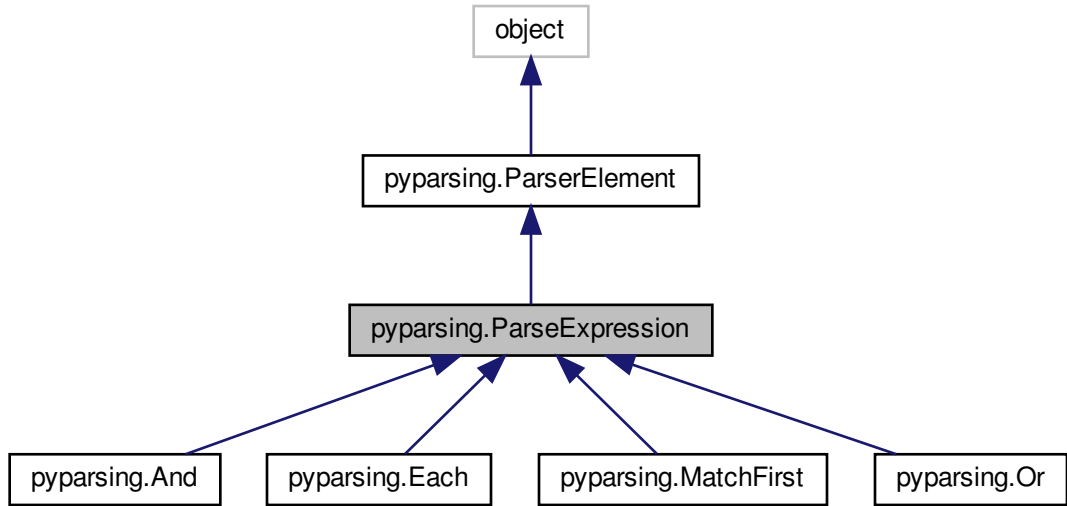 object
pyparsing.ParserElement
pyparsing.ParseExpression
pyparsing.And
pyparsing.Each
pyparsing.MatchFirst
pyparsing.Or